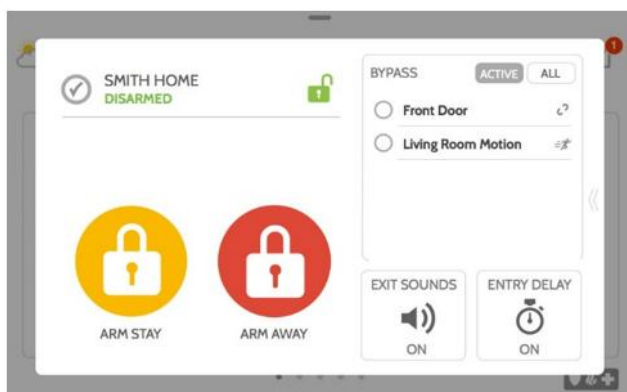 SMITH HOME
DISARMED
BYPASS
ACTIVE
ALL
Front Door
Living Room Motion
ARM STAY
ARM AWAY
EXIT SOUNDS
ON
ENTRY DELAY
ON
1